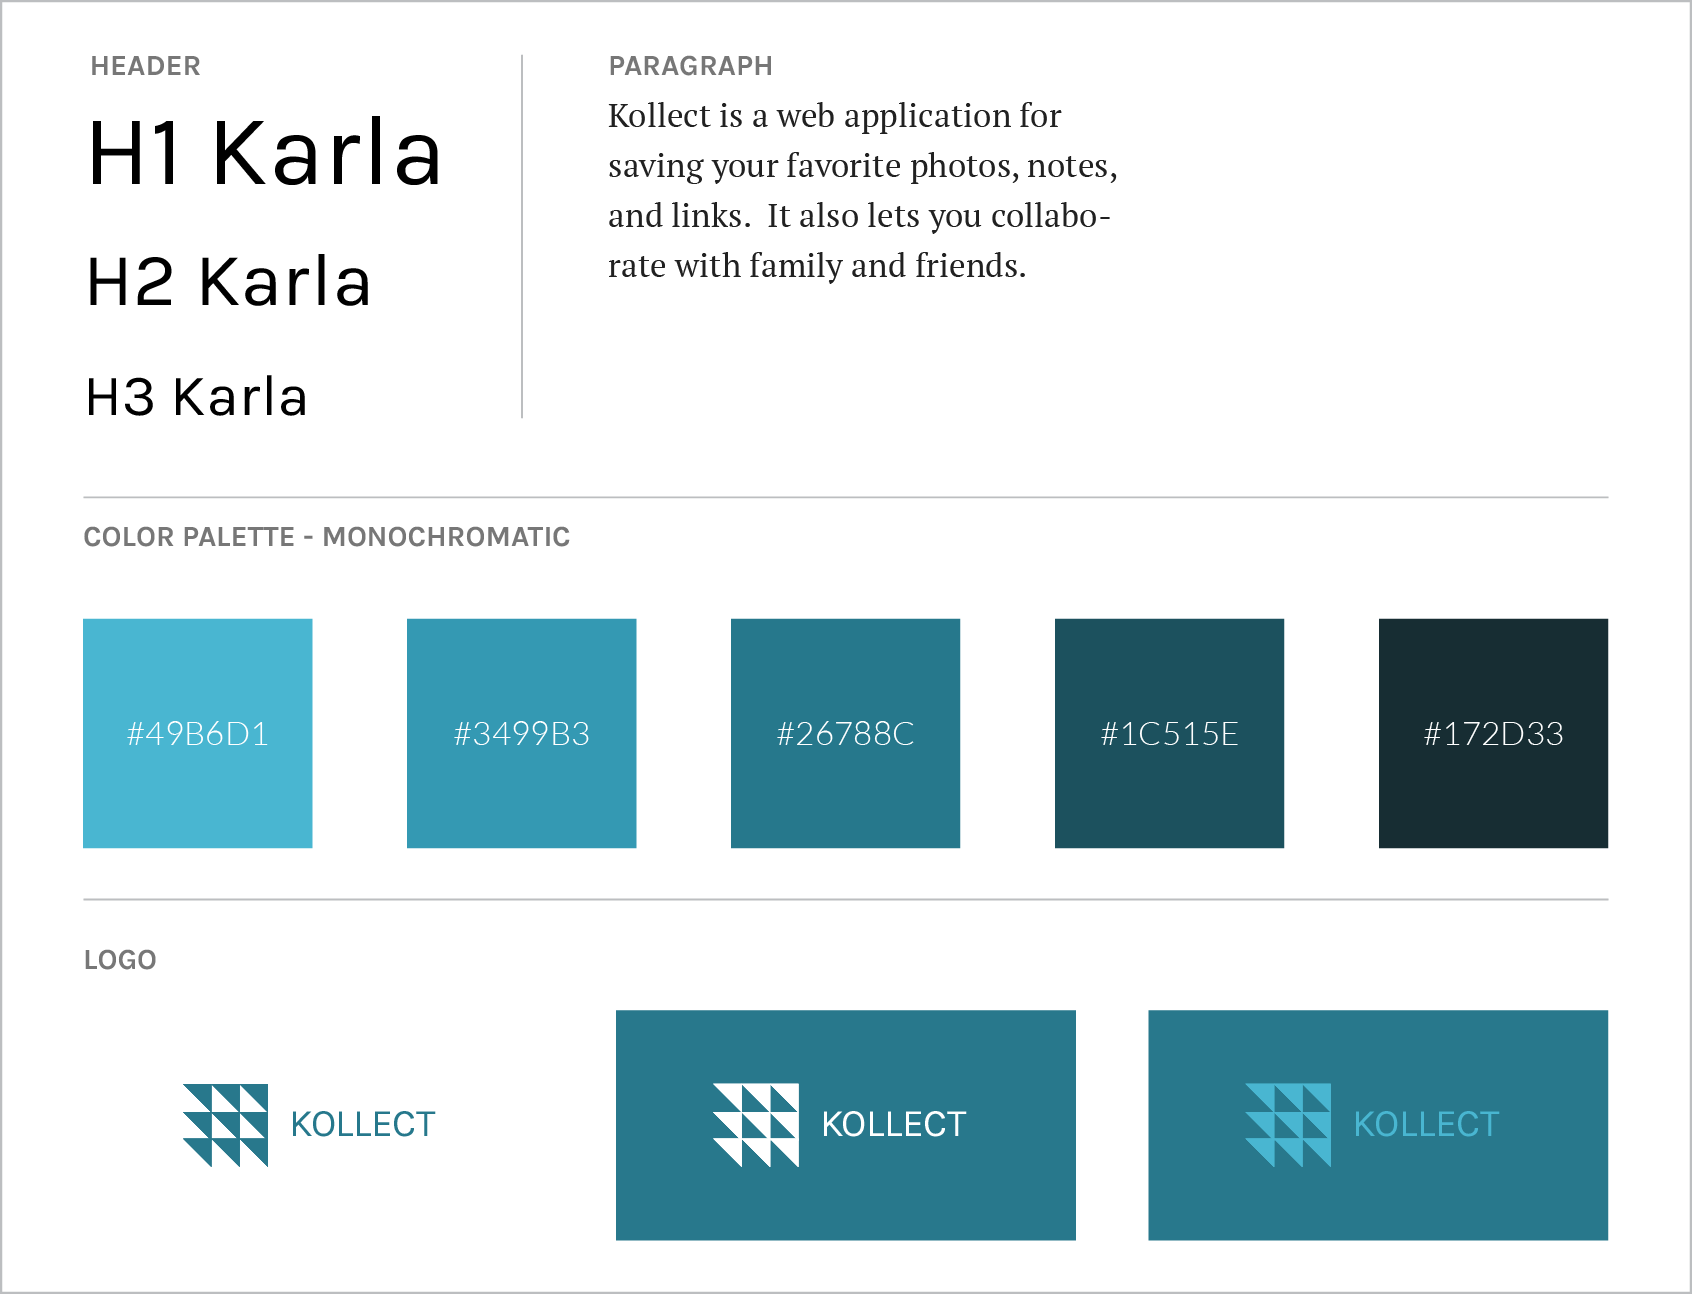 HEADER
H1 Karla
H2 Karla
H3 Karla
PARAGRAPH
Kollect is a web application for
saving your favorite photos, notes,
and links.  It also lets you collabo-
rate with family and friends.
COLOR PALETTE - MONOCHROMATIC
#49B6D1
#3499B3
#26788C
#1C515E
#172D33
LOGO
KOLLECT
KOLLECT
KOLLECT